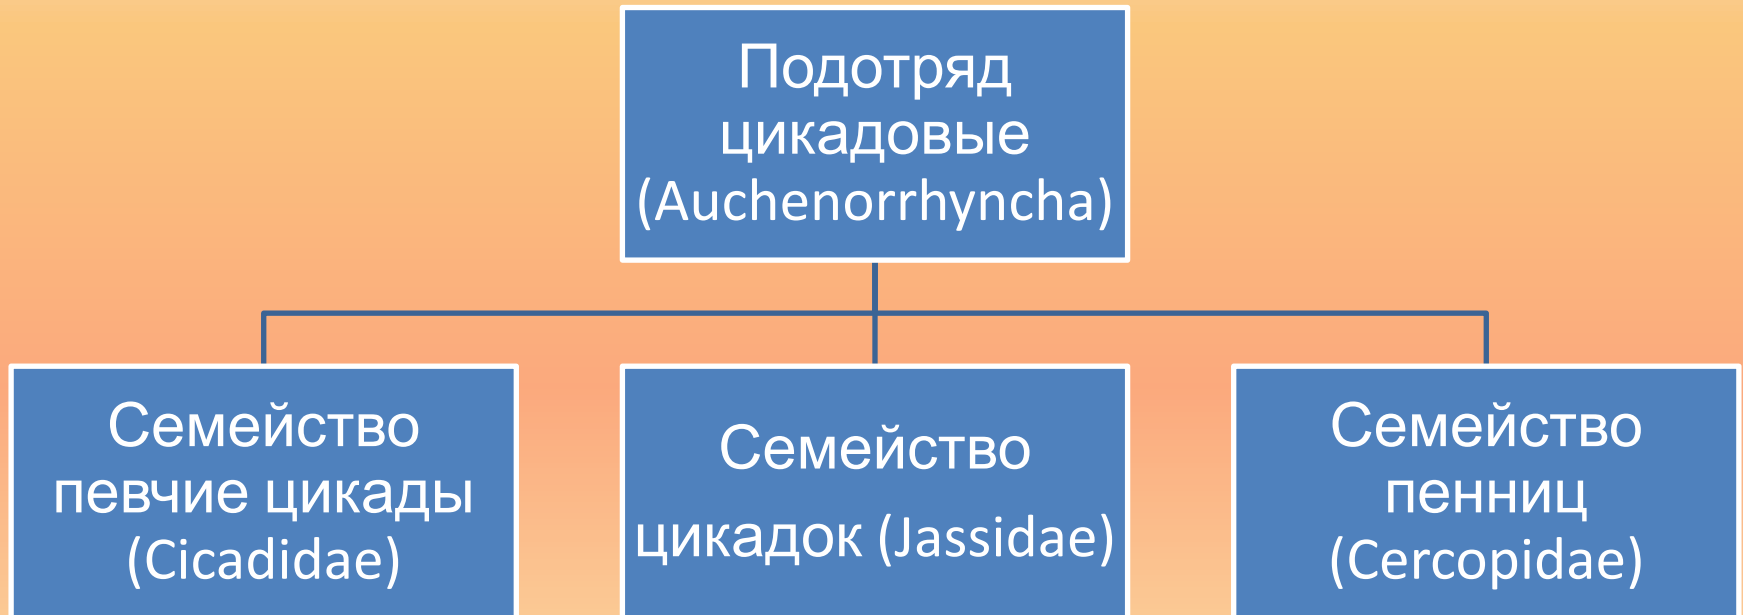 Подотряд
цикадовые
(Auchenorrhyncha)
Семейство
певчие цикады
(Cicadidae)
Семейство
цикадок (Jassidae)
Семейство
пенниц
(Cercopidae)